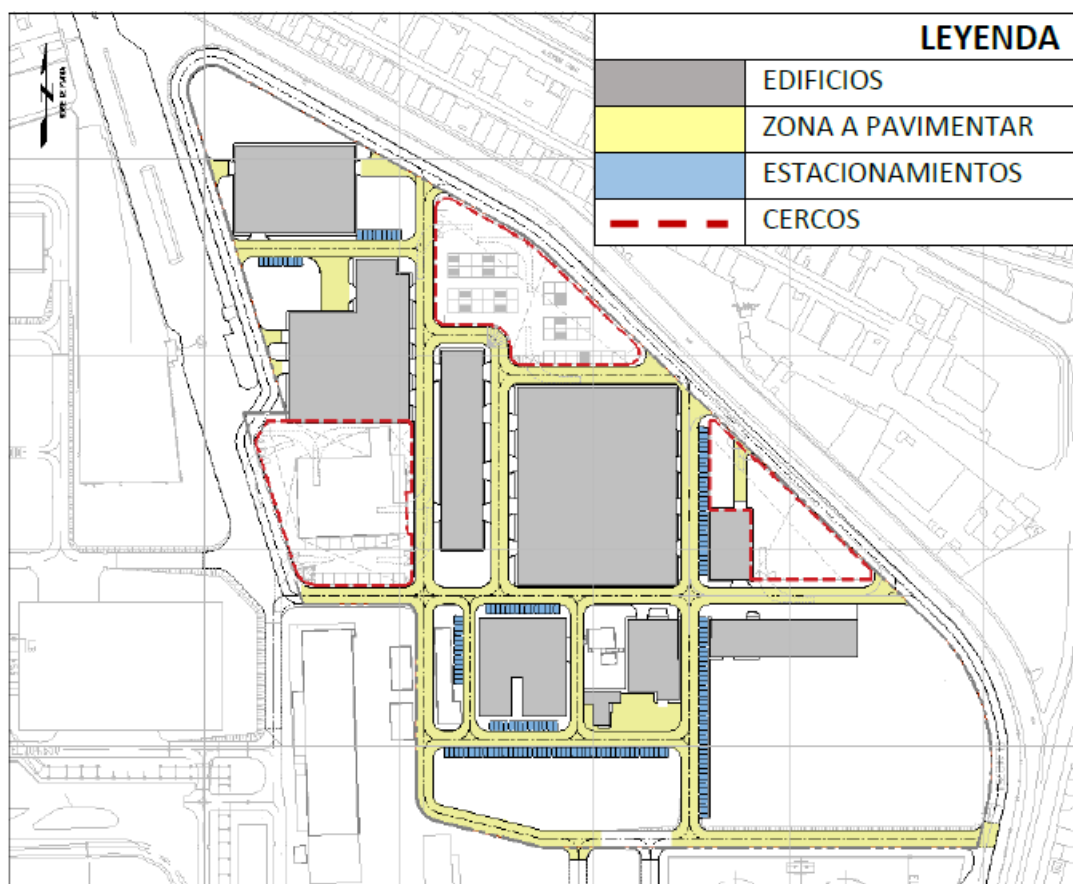 LEYENDA
EDIFICIOS
ZONA A PAVIMENTAR
ESTACIONAMIENTOS
CERCOS